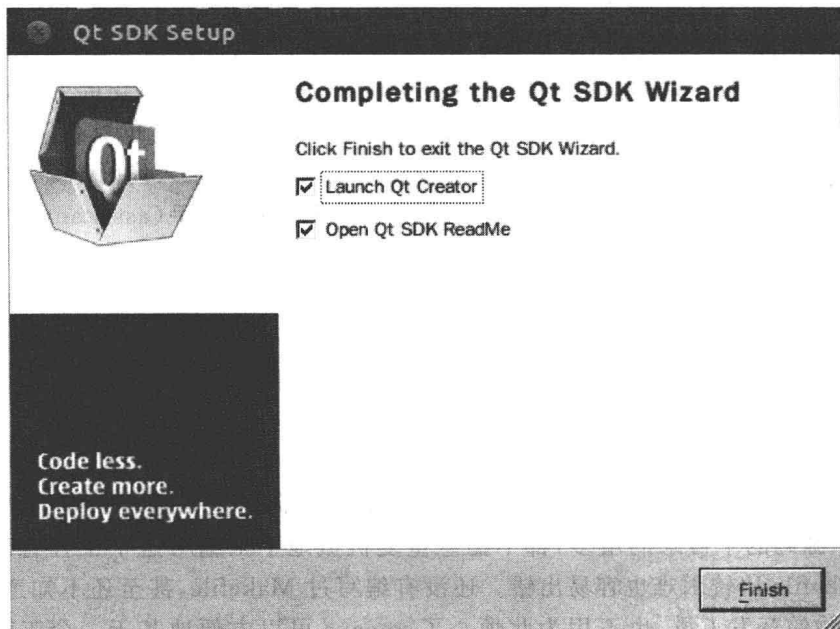 Qt SDK Setup
Completing the Qt SDK Wizard
Click Finish to exit the Qt SDK Wizard.
Launch Qt Creator
Open Qt SDK ReadMe
Qt
Code less.
Create more.
Deploy everywhere.
Finish